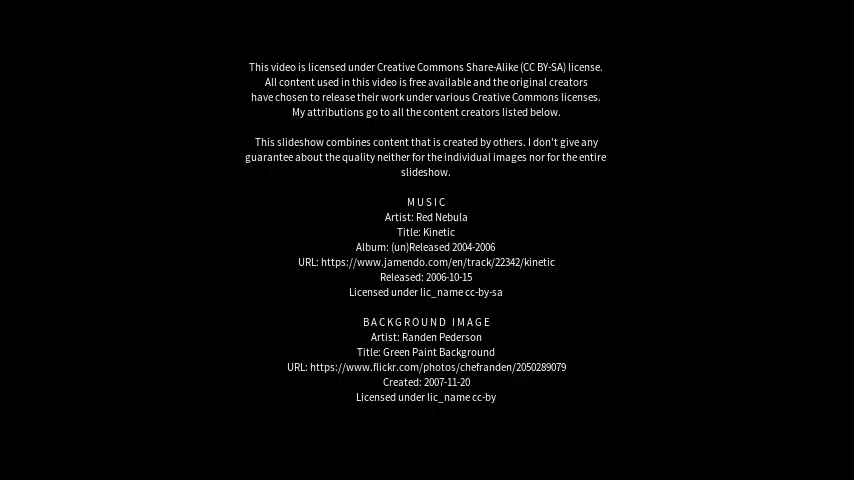 This video is licensed under Creative Commons Share-Alike (CC BY-SA) license.
All content used in this video is free available and the original creators
have chosen to release their work under various Creative Commons licenses.
My attributions go to all the content creators listed below.
This slideshow combines content that is created by others. I don't give any
guarantee about the quality neither for the individual images nor for the entire
slideshow.
MUSIC
Artist: Red Nebula
Title: Kinetic
Album: (un)Released 2004-2006
URL: https://www.jamendo.com/en/track/22342/kinetic
Released: 2006-10-15
Licensed under lic_name cc-by-sa
BACKGROUND IMAGE
Artist: Randen Pederson
Title: Green Paint Background
URL: https://www.flickr.com/photos/chefranden/2050289079
Created: 2007-11-20
Licensed under lic_name cc-by